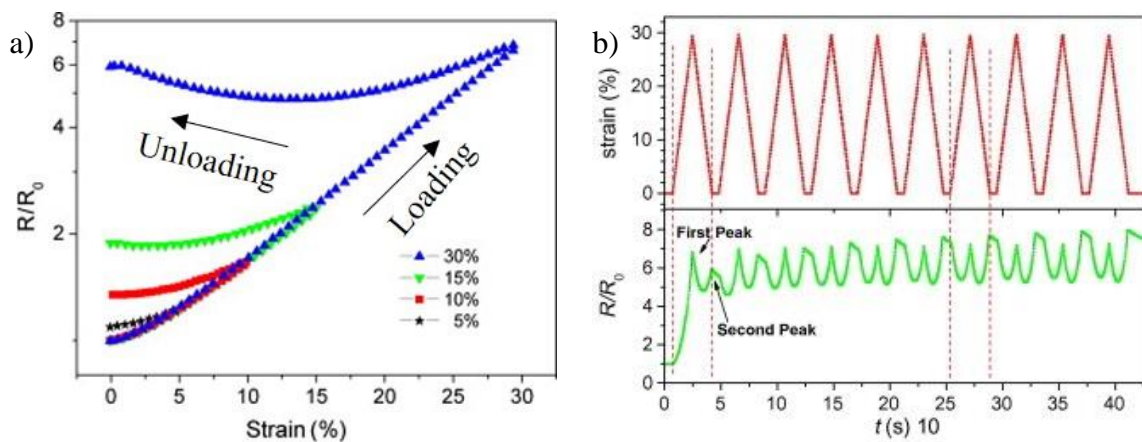 a)
8
6
4
2
R/R₀
Unloading
Loading
30%
15%
10%
5%
0 5 10 15 20 25 30
Strain (%)
b)
30
20
10
0
strain (%)
8
6
4
2
0
R/R₀
First Peak
Second Peak
0 5 10 15 20 25 30 35 40
t (s) 10